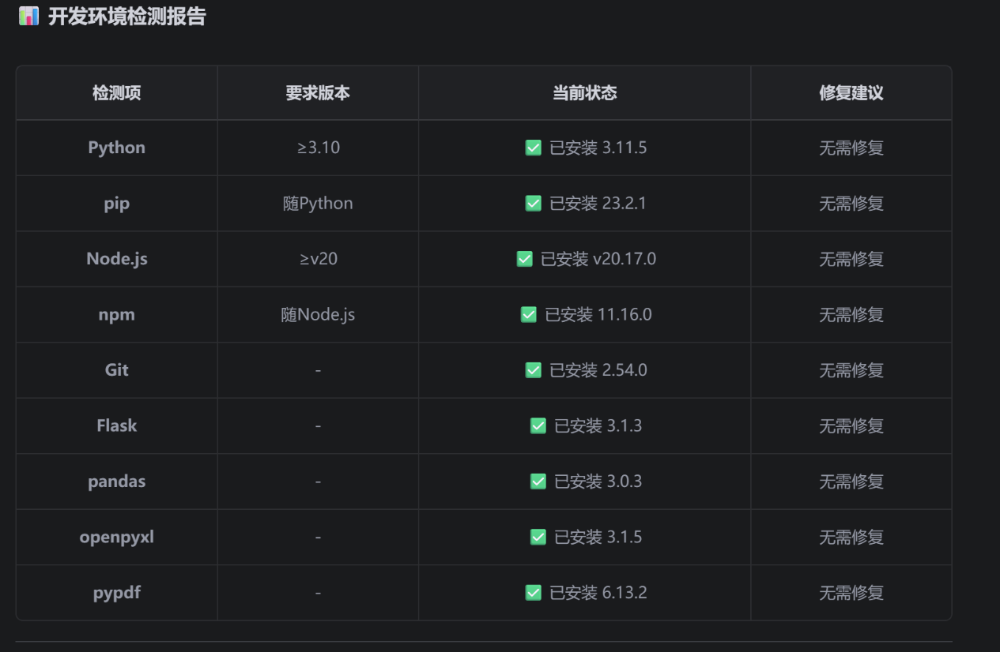 📊 开发环境检测报告
检测项 要求版本 当前状态 修复建议
Python ≥3.10 ✅ 已安装 3.11.5 无需修复
pip 随Python ✅ 已安装 23.2.1 无需修复
Node.js ≥v20 ✅ 已安装 v20.17.0 无需修复
npm 随Node.js ✅ 已安装 11.16.0 无需修复
Git - ✅ 已安装 2.54.0 无需修复
Flask - ✅ 已安装 3.1.3 无需修复
pandas - ✅ 已安装 3.0.3 无需修复
openpyxl - ✅ 已安装 3.1.5 无需修复
pypdf - ✅ 已安装 6.13.2 无需修复